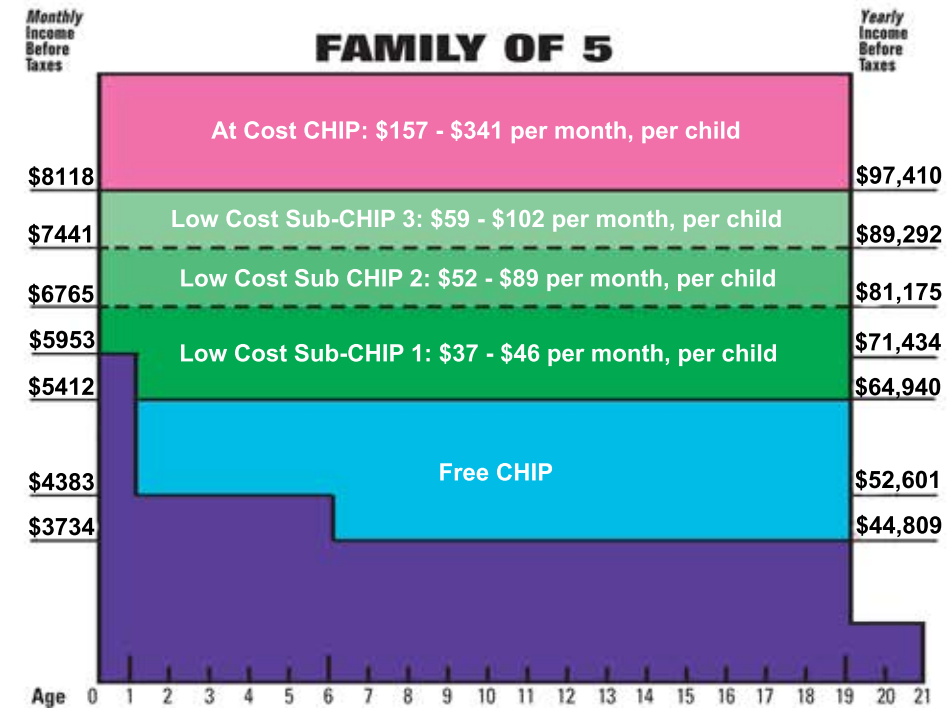 Monthly
Income
Before
Taxes
FAMILY OF 5
Yearly
Income
Before
Taxes
At Cost CHIP: $157 - $341 per month, per child
$8118
$97,410
Low Cost Sub-CHIP 3: $59 - $102 per month, per child
$7441
$89,292
Low Cost Sub CHIP 2: $52 - $89 per month, per child
$6765
$81,175
$5953
$71,434
Low Cost Sub-CHIP 1: $37 - $46 per month, per child
$5412
$64,940
Free CHIP
$4383
$52,601
$3734
$44,809
Age 0 1 2 3 4 5 6 7 8 9 10 11 12 13 14 15 16 17 18 19 20 21